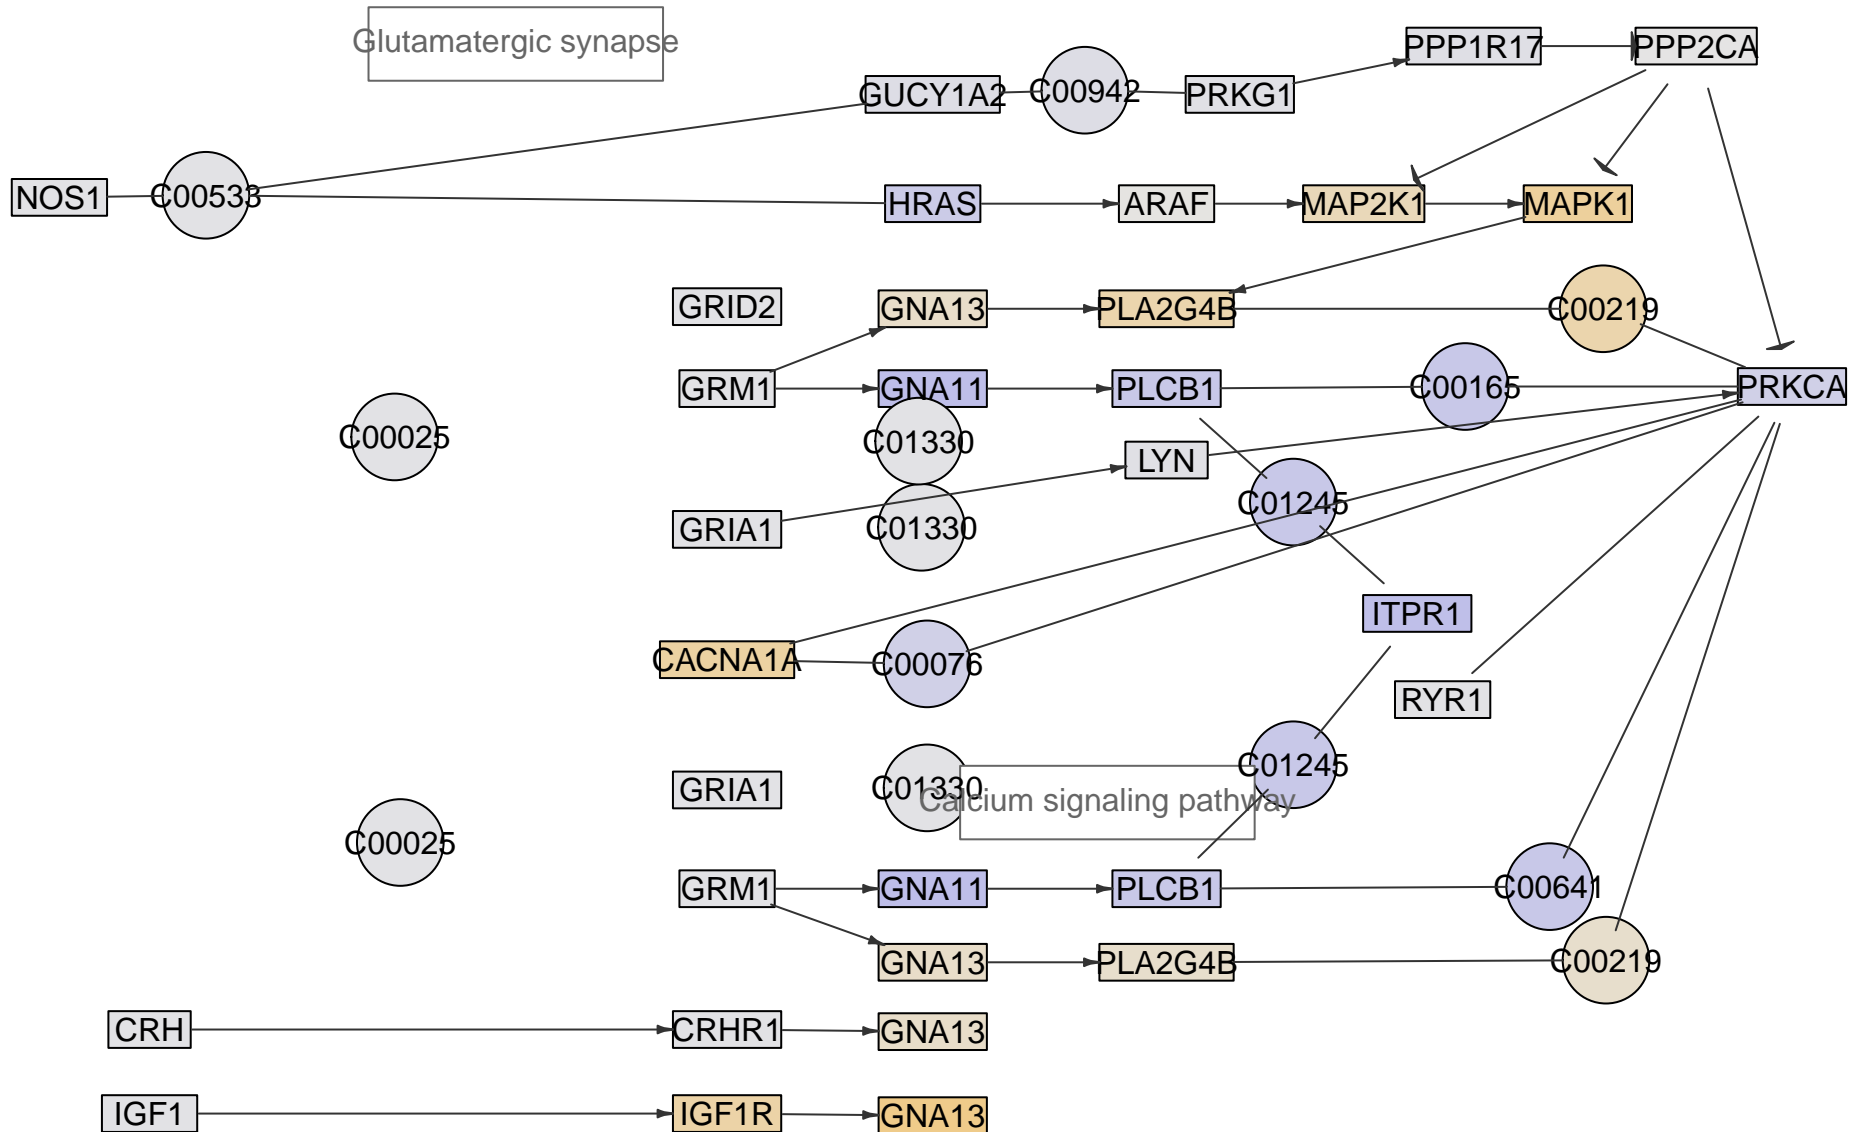 Glutamatergic synapse
PPP1R17
PPP2CA
GUCY1A2
C00942
PRKG1
NOS1
C00533
HRAS
ARAF
MAP2K1
MAPK1
GRID2
GNA13
PLA2G4B
C00219
GRM1
GNA11
PLCB1
C00165
PRKCA
C00025
C01330
LYN
GRIA1
C01330
C01245
ITPR1
CACNA1A
C00076
RYR1
GRIA1
C01330
C01245
Calcium signaling pathway
C00025
GRM1
GNA11
PLCB1
C00641
GNA13
PLA2G4B
C00219
CRH
CRHR1
GNA13
IGF1
IGF1R
GNA13